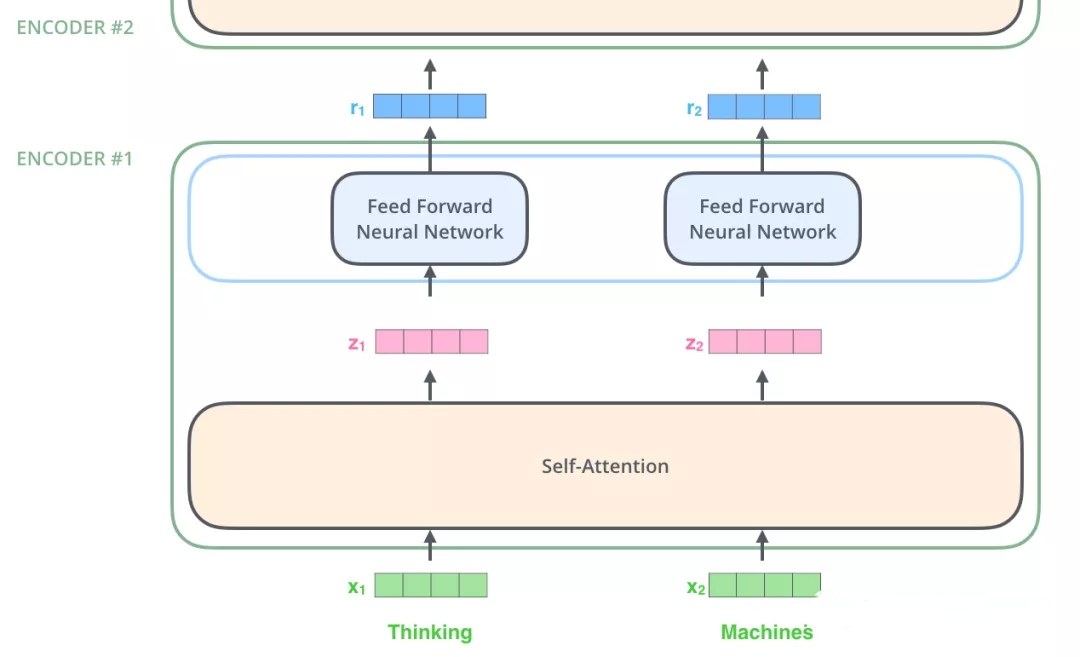 ENCODER #2
r₁ r₂
ENCODER #1
Feed Forward Neural Network
Feed Forward Neural Network
z₁ z₂
Self-Attention
x₁ x₂
Thinking Machines